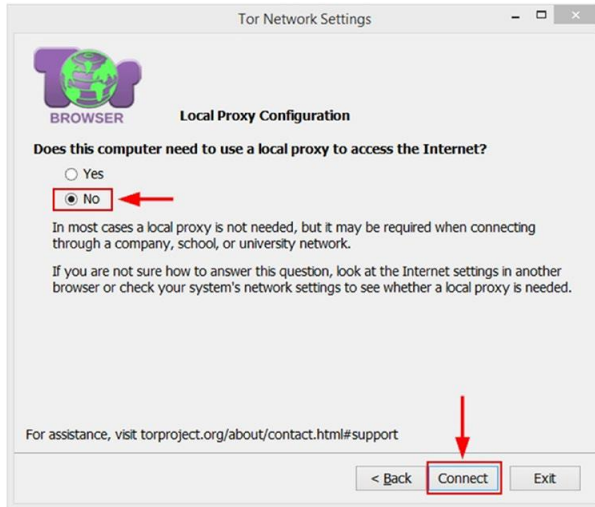 Tor Network Settings
Tor
BROWSER
Local Proxy Configuration
Does this computer need to use a local proxy to access the Internet?
Yes
No
In most cases a local proxy is not needed, but it may be required when connecting
through a company, school, or university network.
If you are not sure how to answer this question, look at the Internet settings in another
browser or check your system's network settings to see whether a local proxy is needed.
For assistance, visit torproject.org/about/contact.html#support
< Back Connect Exit